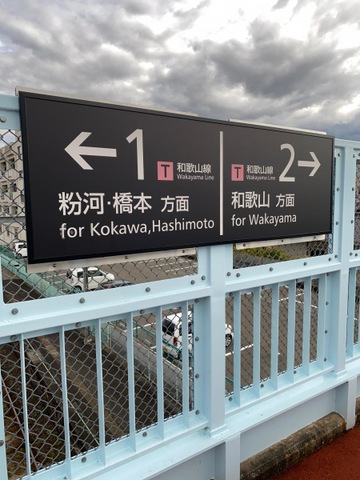 ← 1 T 和歌山線
Wakayama Line
粉河・橋本 方面
for Kokawa,Hashimoto
T 和歌山線 2 →
Wakayama Line
和歌山 方面
for Wakayama